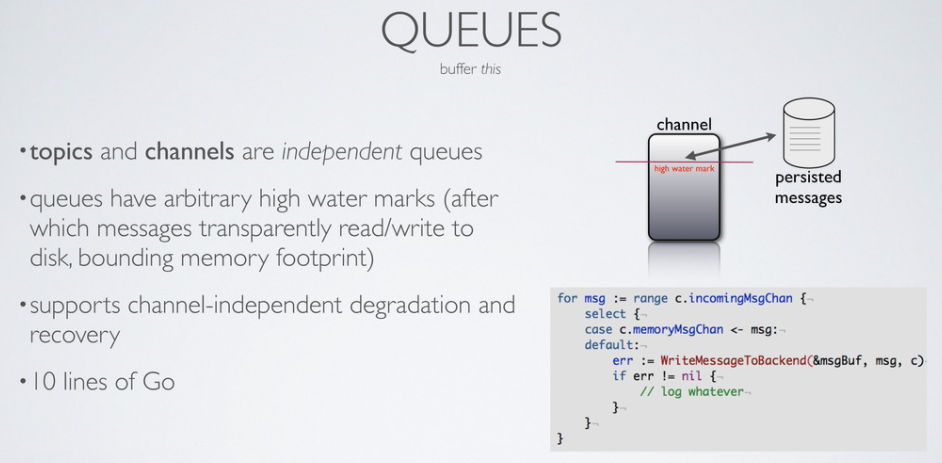 QUEUES
buffer this
•topics and channels are independent queues
•queues have arbitrary high water marks (after
which messages transparently read/write to
disk, bounding memory footprint)
•supports channel-independent degradation and
recovery
•10 lines of Go
channel
high water mark
persisted
messages
for msg := range c.incomingMsgChan {¬
    select {¬
    case c.memoryMsgChan <- msg:¬
    default:¬
        err := WriteMessageToBackend(&msgBuf, msg, c)
        if err != nil {¬
            // log whatever¬
        }¬
    }¬
}